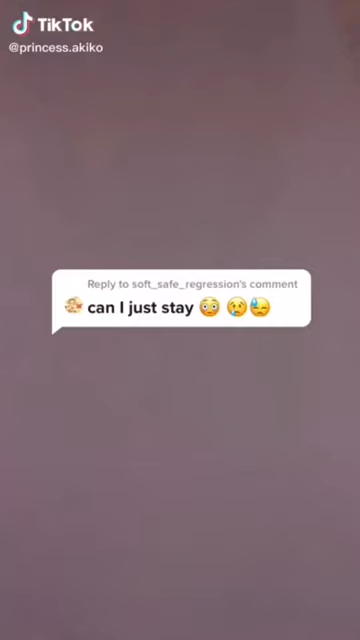 TikTok
@princess.akiko
Reply to soft_safe_regression's comment
can I just stay 😳 😢😓